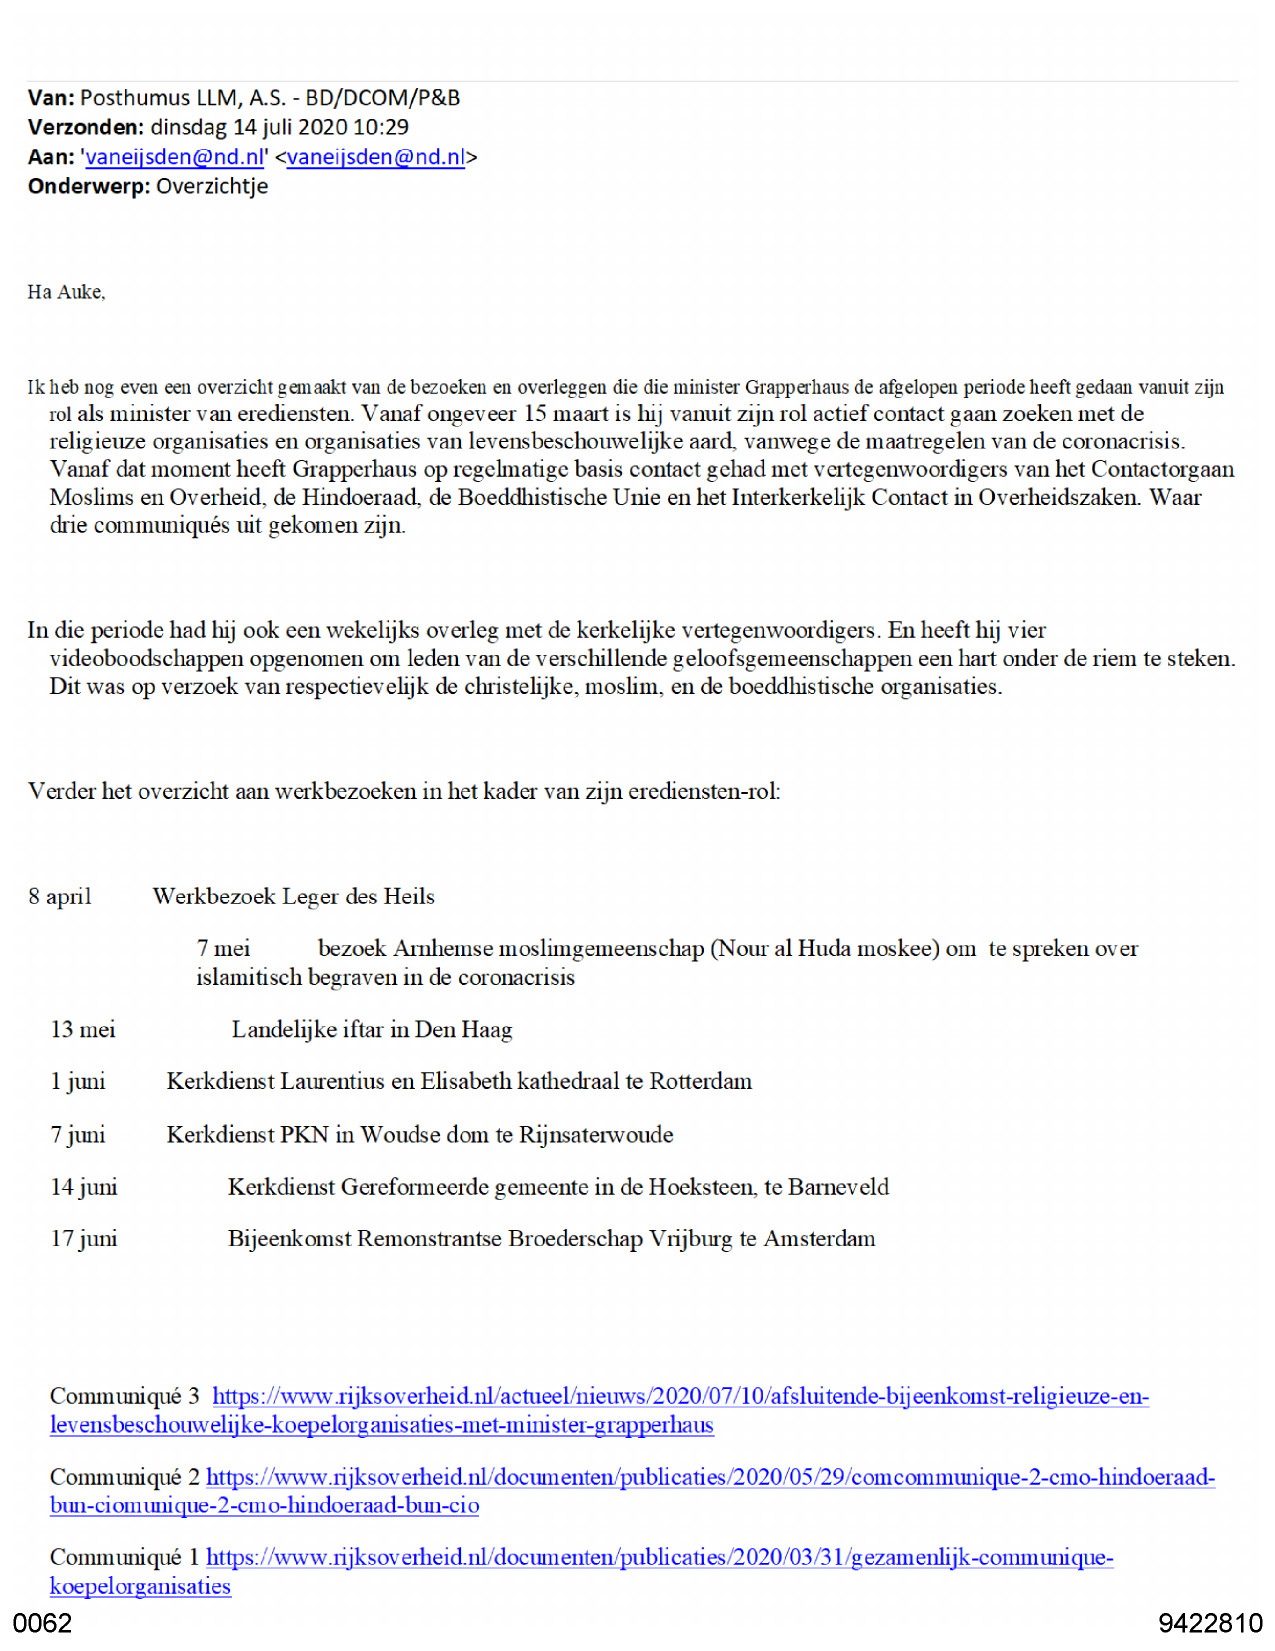 Van: Posthumus LLM, A.S. - BD/DCOM/P&B
Verzonden: dinsdag 14 juli 2020 10:29
Aan: 'vaneijsden@nd.nl' <vaneijsden@nd.nl>
Onderwerp: Overzichtje
Ha Auke,
Ik heb nog even een overzicht gemaakt van de bezoeken en overleggen die die minister Grapperhaus de afgelopen periode heeft gedaan vanuit zijn
rol als minister van erediensten. Vanaf ongeveer 15 maart is hij vanuit zijn rol actief contact gaan zoeken met de
religieuze organisaties en organisaties van levensbeschouwelijke aard, vanwege de maatregelen van de coronacrisis.
Vanaf dat moment heeft Grapperhaus op regelmatige basis contact gehad met vertegenwoordigers van het Contactorgaan
Moslims en Overheid, de Hindoeraad, de Boeddhistische Unie en het Interkerkelijk Contact in Overheidszaken. Waar
drie communiqués uit gekomen zijn.
In die periode had hij ook een wekelijks overleg met de kerkelijke vertegenwoordigers. En heeft hij vier
videoboodschappen opgenomen om leden van de verschillende geloofsgemeenschappen een hart onder de riem te steken.
Dit was op verzoek van respectievelijk de christelijke, moslim, en de boeddhistische organisaties.
Verder het overzicht aan werkbezoeken in het kader van zijn erediensten-rol:
8 april Werkbezoek Leger des Heils
7 mei bezoek Arnhemse moslimgemeenschap (Nour al Huda moskee) om te spreken over
islamitisch begraven in de coronacrisis
13 mei Landelijke iftar in Den Haag
1 juni Kerkdienst Laurentius en Elisabeth kathedraal te Rotterdam
7 juni Kerkdienst PKN in Woudse dom te Rijnsaterwoude
14 juni Kerkdienst Gereformeerde gemeente in de Hoeksteen, te Barneveld
17 juni Bijeenkomst Remonstrantse Broederschap Vrijburg te Amsterdam
Communiqué 3 https://www.rijksoverheid.nl/actueel/nieuws/2020/07/10/afsluitende-bijeenkomst-religieuze-en-
levensbeschouwelijke-koepelorganisaties-met-minister-grapperhaus
Communiqué 2 https://www.rijksoverheid.nl/documenten/publicaties/2020/05/29/comcommunique-2-cmo-hindoeraad-
bun-ciomunique-2-cmo-hindoeraad-bun-cio
Communiqué 1 https://www.rijksoverheid.nl/documenten/publicaties/2020/03/31/gezamenlijk-communique-
koepelorganisaties
0062 9422810